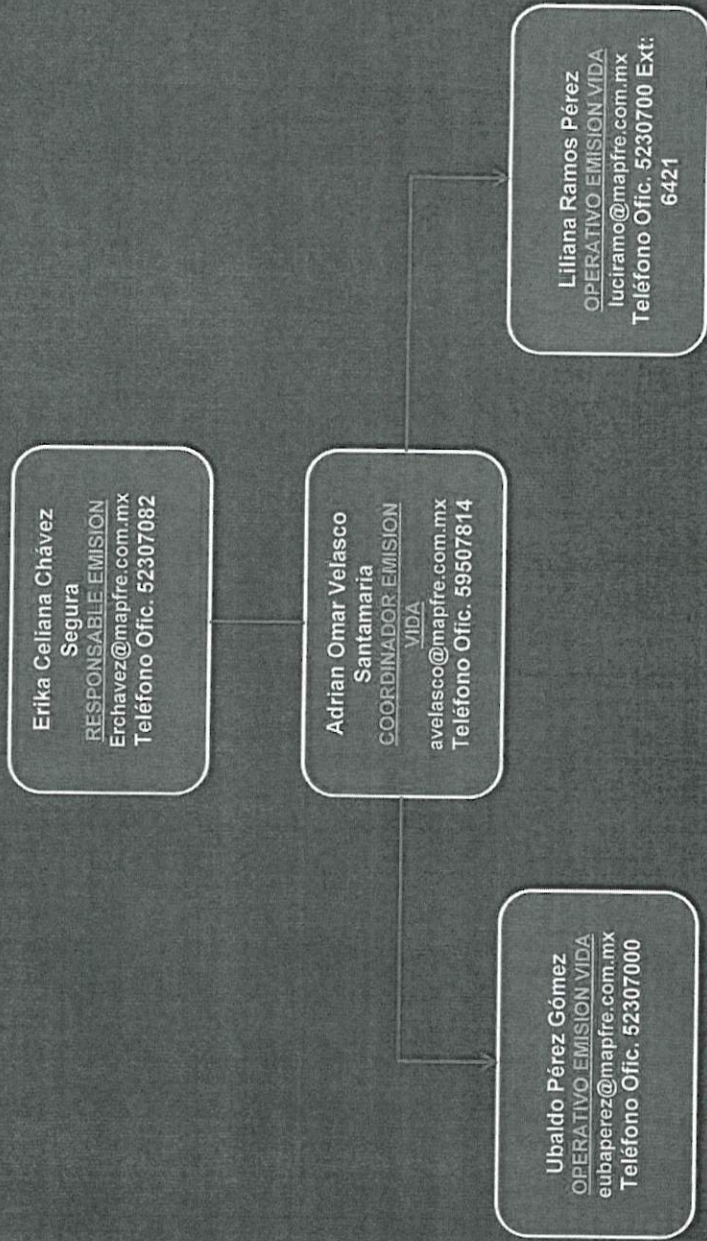 Erika Celiana Chávez
Segura
RESPONSABLE EMISION
Erchavez@mapfre.com.mx
Teléfono Ofic. 52307082
Adrian Omar Velasco
Santamaria
COORDINADOR EMISION
VIDA
avelasco@mapfre.com.mx
Teléfono Ofic. 59507814
Ubaldo Pérez Gómez
OPERATIVO EMISION VIDA
eubaperez@mapfre.com.mx
Teléfono Ofic. 52307000
Liliana Ramos Pérez
OPERATIVO EMISION VIDA
luciramo@mapfre.com.mx
Teléfono Ofic. 5230700 Ext:
6421